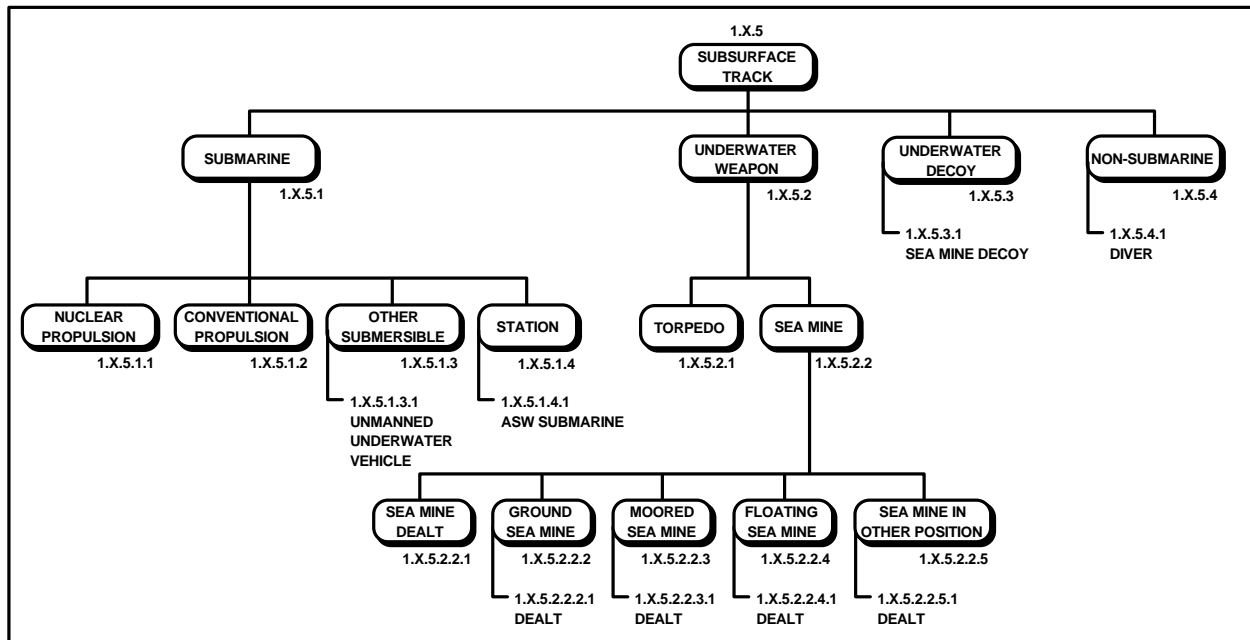 1.X.5
SUBSURFACE
TRACK
SUBMARINE
1.X.5.1
UNDERWATER
WEAPON
1.X.5.2
UNDERWATER
DECOY
1.X.5.3
NON-SUBMARINE
1.X.5.4
1.X.5.3.1
SEA MINE DECOY
1.X.5.4.1
DIVER
NUCLEAR
PROPULSION
1.X.5.1.1
CONVENTIONAL
PROPULSION
1.X.5.1.2
OTHER
SUBMERSIBLE
1.X.5.1.3
STATION
1.X.5.1.4
TORPEDO
1.X.5.2.1
SEA MINE
1.X.5.2.2
1.X.5.1.3.1
UNMANNED
UNDERWATER
VEHICLE
1.X.5.1.4.1
ASW SUBMARINE
SEA MINE
DEALT
1.X.5.2.2.1
GROUND
SEA MINE
1.X.5.2.2.2
MOORED
SEA MINE
1.X.5.2.2.3
FLOATING
SEA MINE
1.X.5.2.2.4
SEA MINE IN
OTHER POSITION
1.X.5.2.2.5
1.X.5.2.2.2.1
DEALT
1.X.5.2.2.3.1
DEALT
1.X.5.2.2.4.1
DEALT
1.X.5.2.2.5.1
DEALT